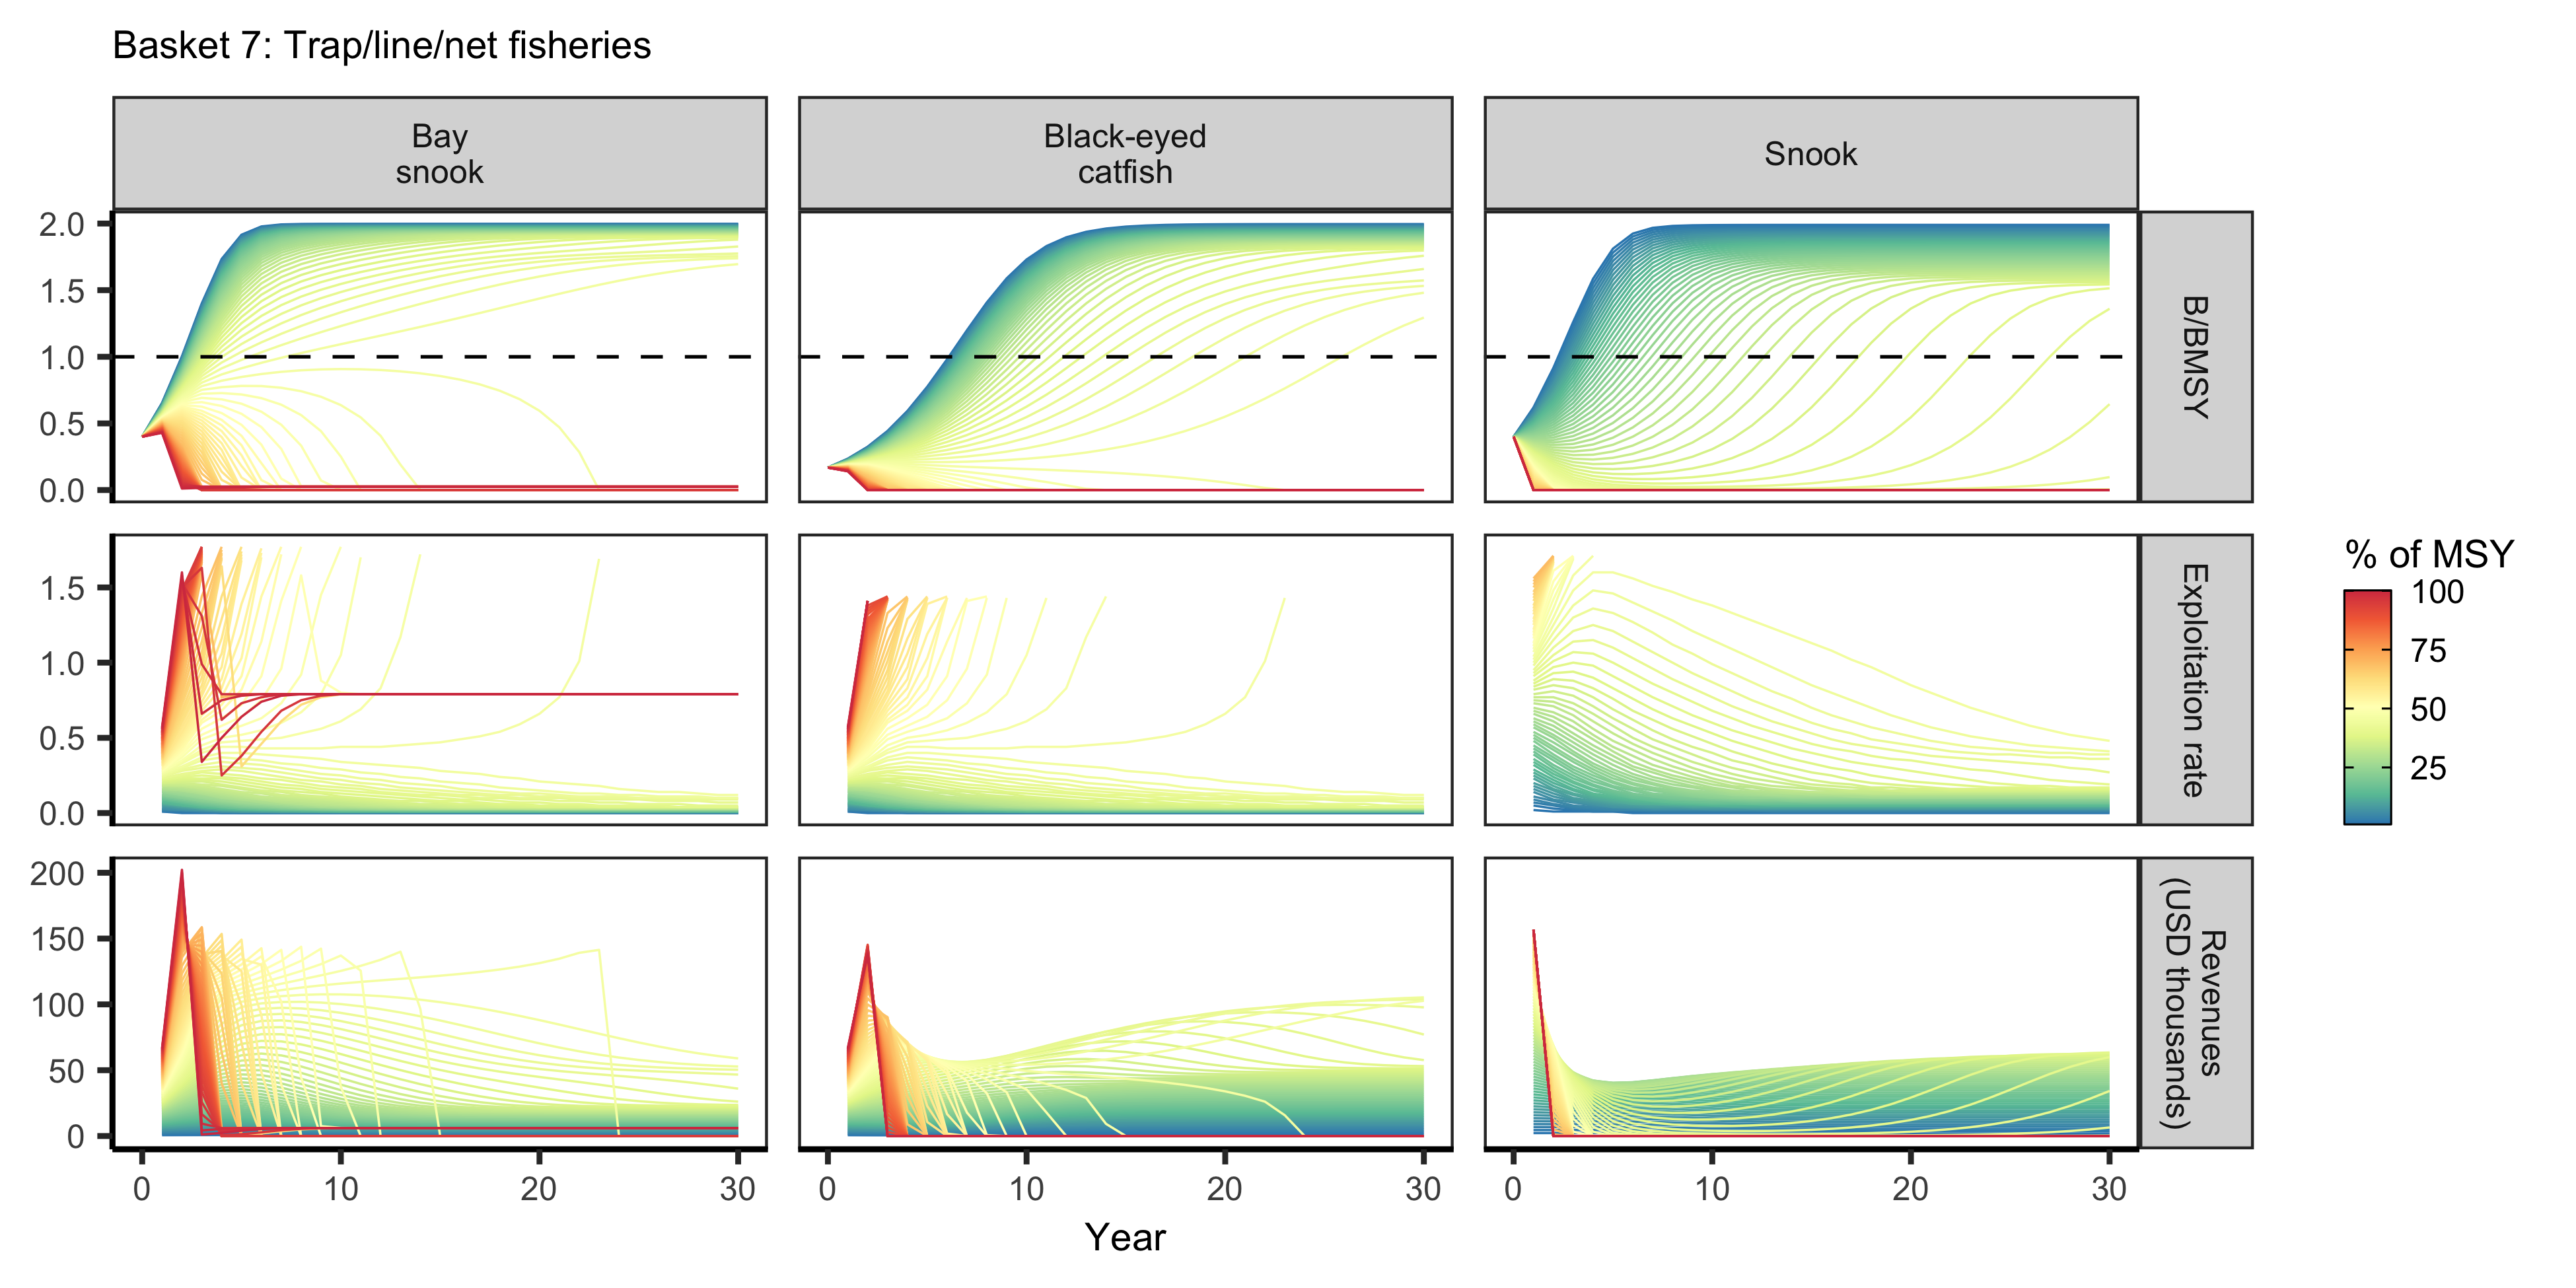 Basket 7: Trap/line/net fisheries
Bay
snook
Black-eyed
catfish
Snook
2.0
1.5
1.0
0.5
0.0
B/BMSY
1.5
1.0
0.5
0.0
Exploitation rate
% of MSY
100
75
50
25
200
150
100
50
0
Revenues
(USD thousands)
0 10 20 30
0 10 20 30
0 10 20 30
Year